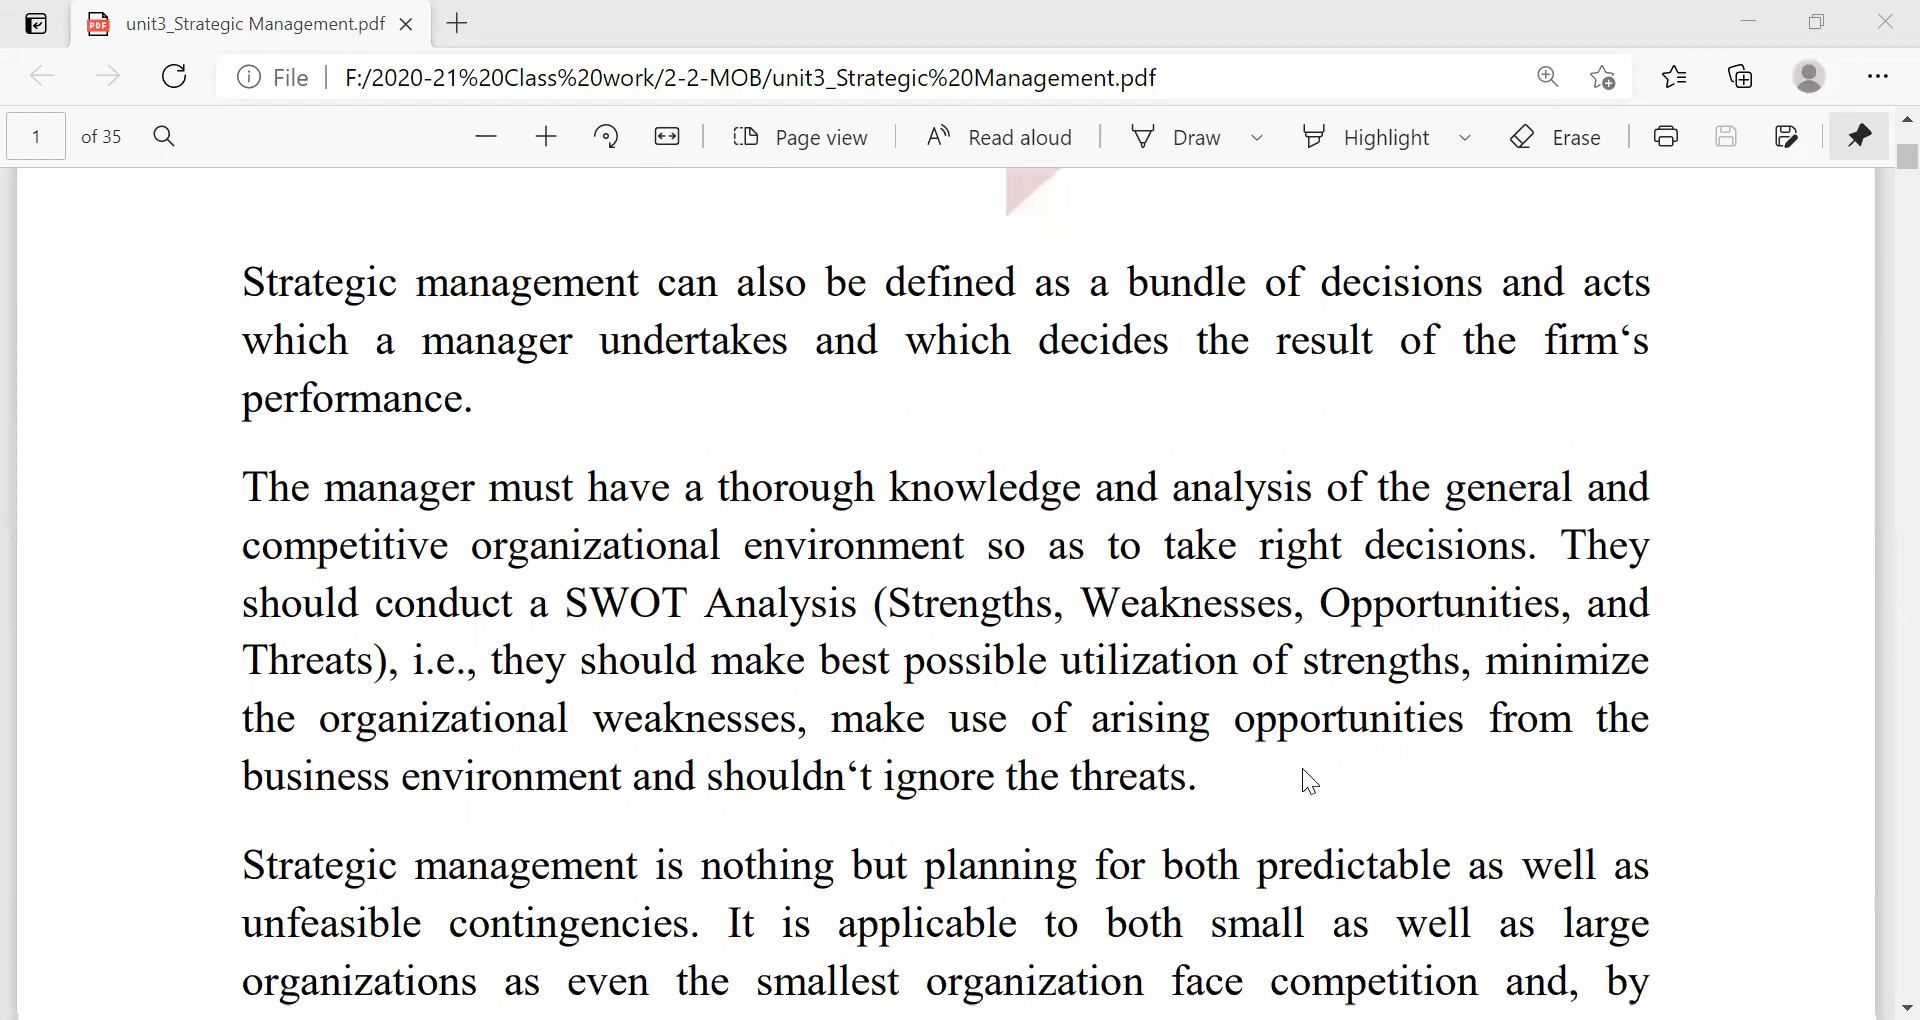 unit3_Strategic Management.pdf
File F:/2020-21%20Class%20work/2-2-MOB/unit3_Strategic%20Management.pdf
1 of 35 Page view Read aloud Draw Highlight Erase
Strategic management can also be defined as a bundle of decisions and acts
which a manager undertakes and which decides the result of the firm‘s
performance.
The manager must have a thorough knowledge and analysis of the general and
competitive organizational environment so as to take right decisions. They
should conduct a SWOT Analysis (Strengths, Weaknesses, Opportunities, and
Threats), i.e., they should make best possible utilization of strengths, minimize
the organizational weaknesses, make use of arising opportunities from the
business environment and shouldn‘t ignore the threats.
Strategic management is nothing but planning for both predictable as well as
unfeasible contingencies. It is applicable to both small as well as large
organizations as even the smallest organization face competition and, by